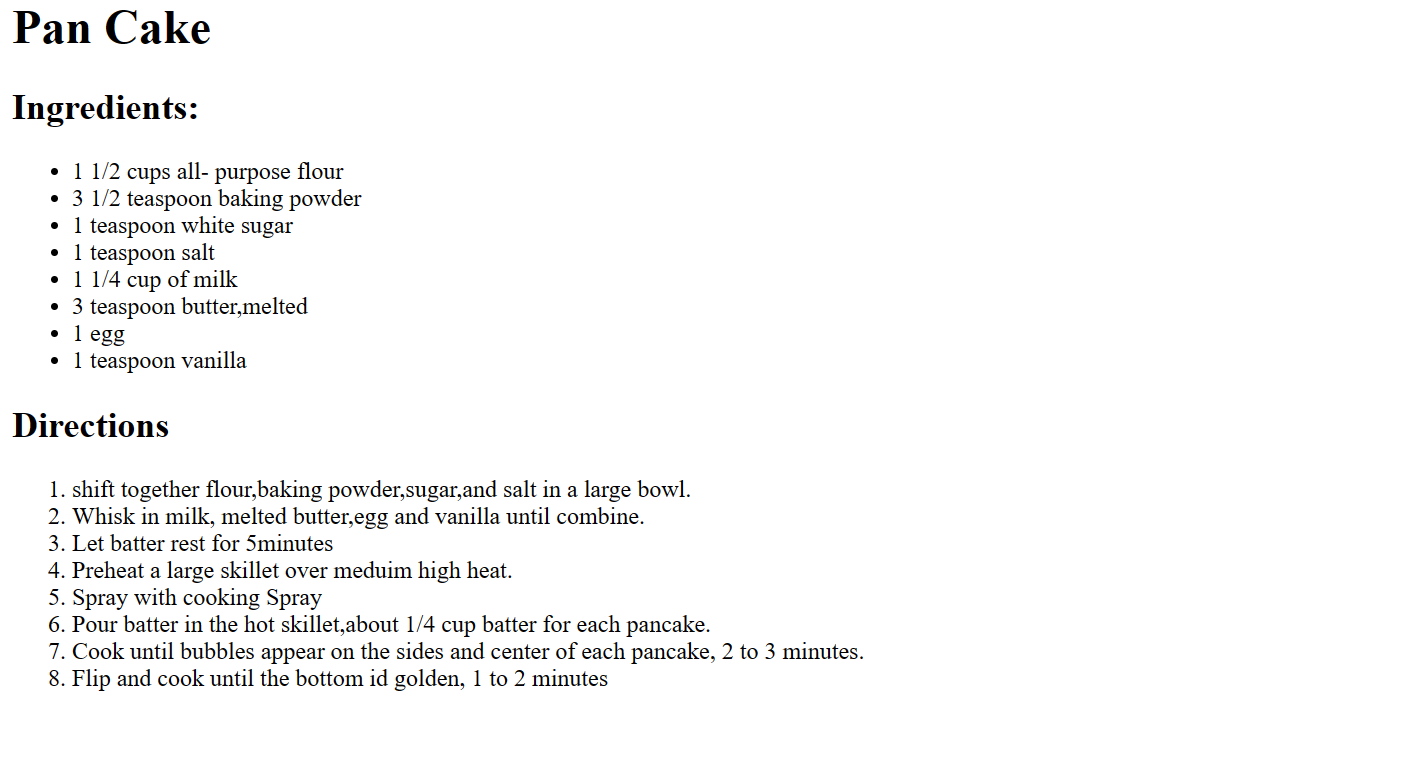 Pan Cake
Ingredients:
• 1 1/2 cups all- purpose flour
• 3 1/2 teaspoon baking powder
• 1 teaspoon white sugar
• 1 teaspoon salt
• 1 1/4 cup of milk
• 3 teaspoon butter,melted
• 1 egg
• 1 teaspoon vanilla
Directions
1. shift together flour,baking powder,sugar,and salt in a large bowl.
2. Whisk in milk, melted butter,egg and vanilla until combine.
3. Let batter rest for 5minutes
4. Preheat a large skillet over meduim high heat.
5. Spray with cooking Spray
6. Pour batter in the hot skillet,about 1/4 cup batter for each pancake.
7. Cook until bubbles appear on the sides and center of each pancake, 2 to 3 minutes.
8. Flip and cook until the bottom id golden, 1 to 2 minutes